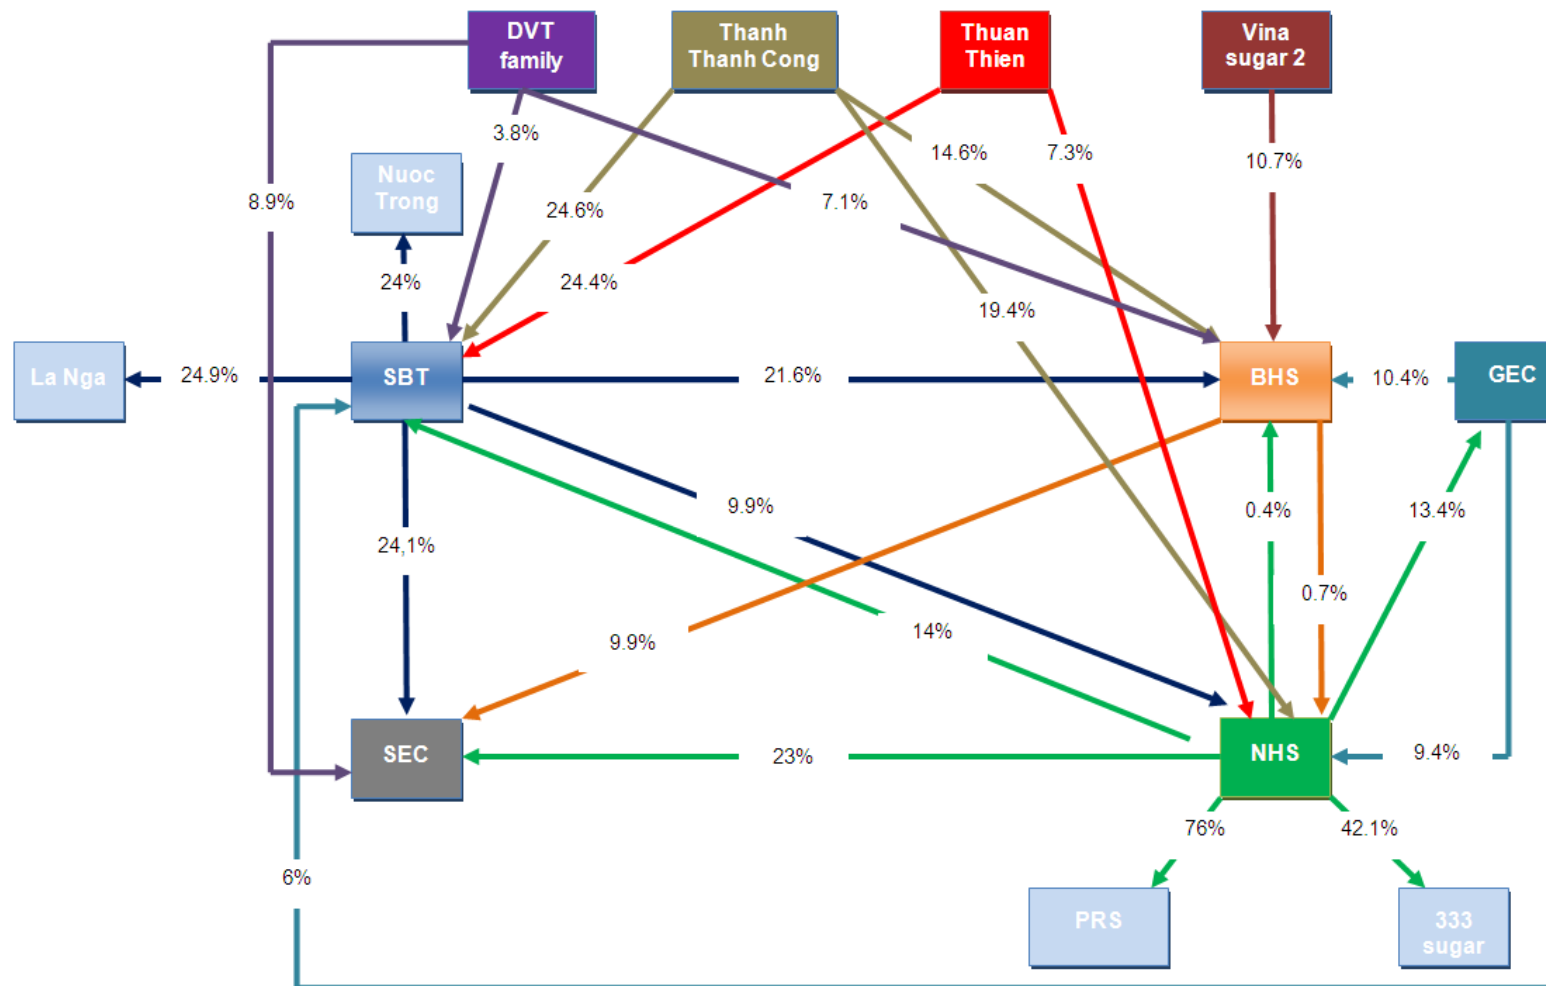 DVT
family
Thanh
Thanh Cong
Thuan
Thien
Vina
sugar 2
3.8%
14.6%
7.3%
10.7%
Nuoc
Trong
8.9%
24.6%
7.1%
24%
24.4%
19.4%
La Nga
24.9%
SBT
21.6%
BHS
10.4%
GEC
9.9%
0.4%
13.4%
24,1%
0.7%
9.9%
14%
SEC
23%
NHS
9.4%
76%
42.1%
6%
PRS
333
sugar